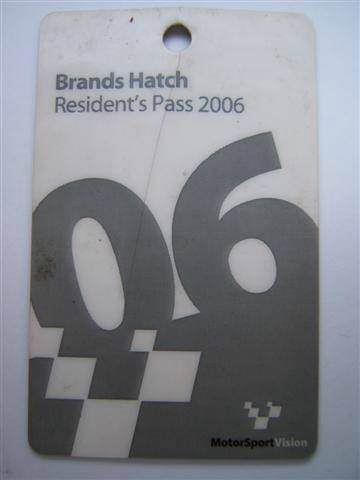 Brands Hatch
Resident's Pass 2006
06
MotorSportVision